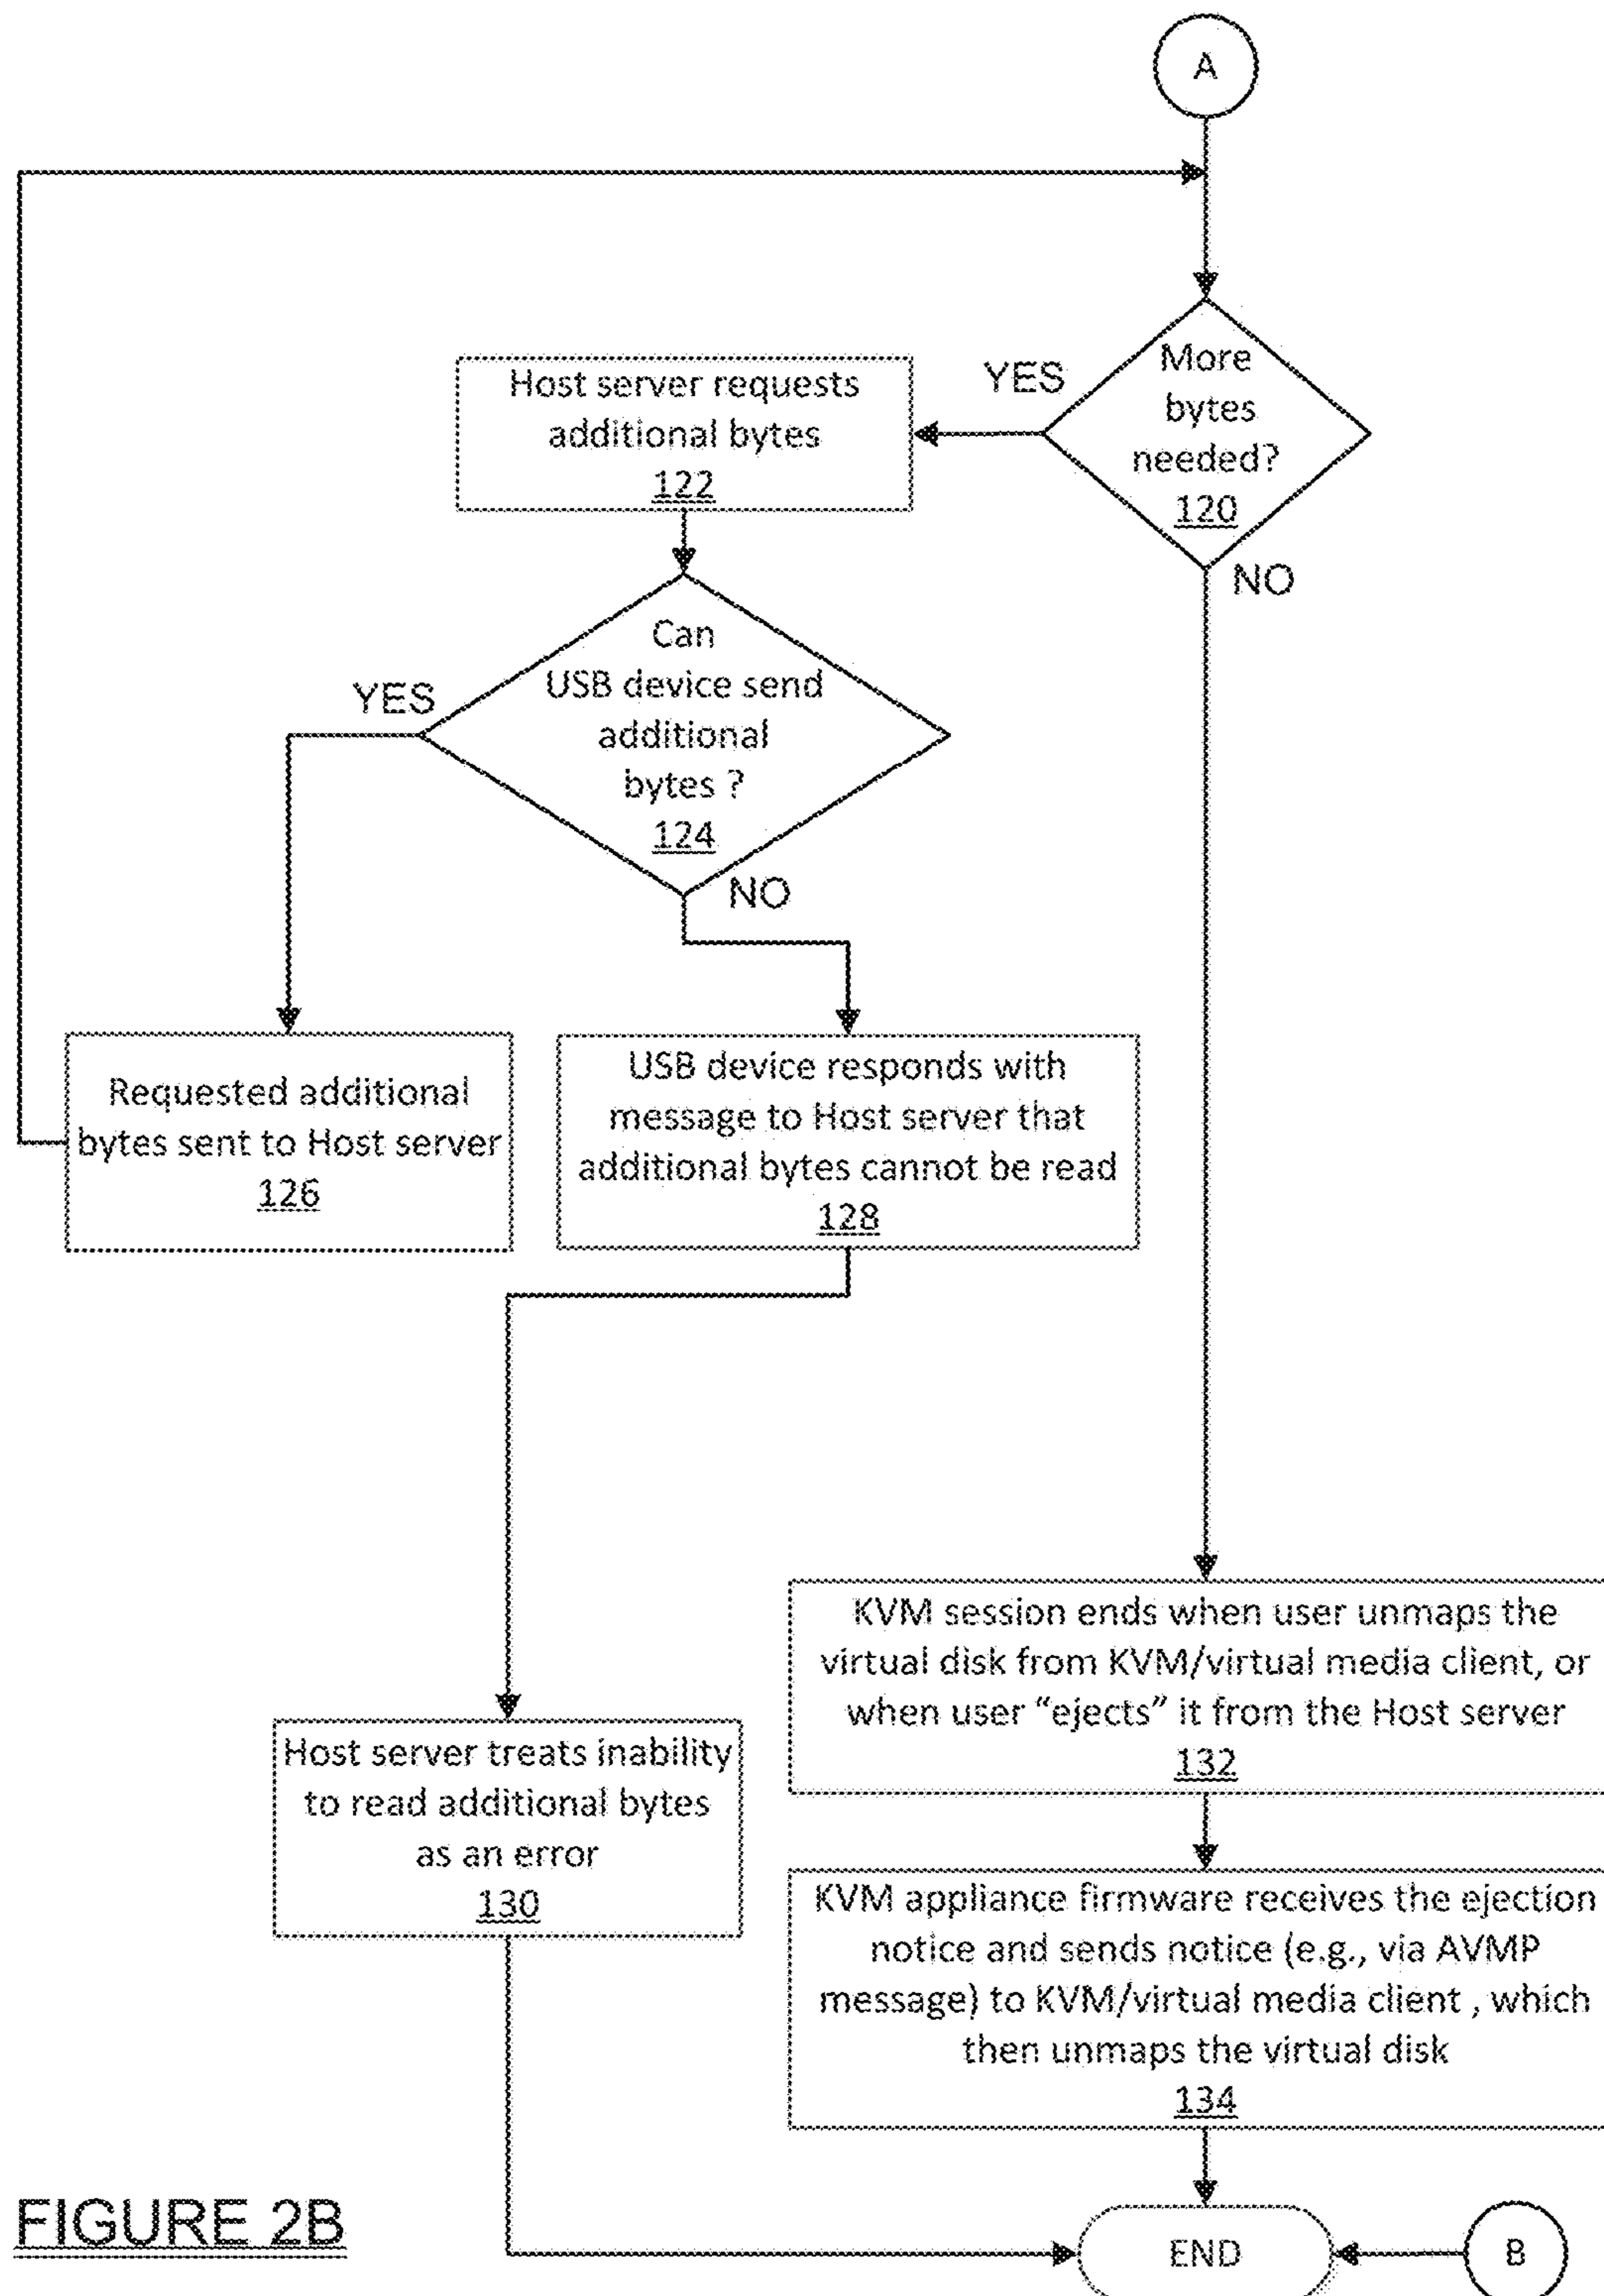 A
More
bytes
needed?
120
YES
NO
Host server requests
additional bytes
122
Can
USB device send
additional
bytes ?
124
YES
NO
Requested additional
bytes sent to Host server
126
USB device responds with
message to Host server that
additional bytes cannot be read
128
Host server treats inability
to read additional bytes
as an error
130
KVM session ends when user unmaps the
virtual disk from KVM/virtual media client, or
when user “ejects” it from the Host server
132
KVM appliance firmware receives the ejection
notice and sends notice (e.g., via AVMP
message) to KVM/virtual media client , which
then unmaps the virtual disk
134
END
B
FIGURE 2B